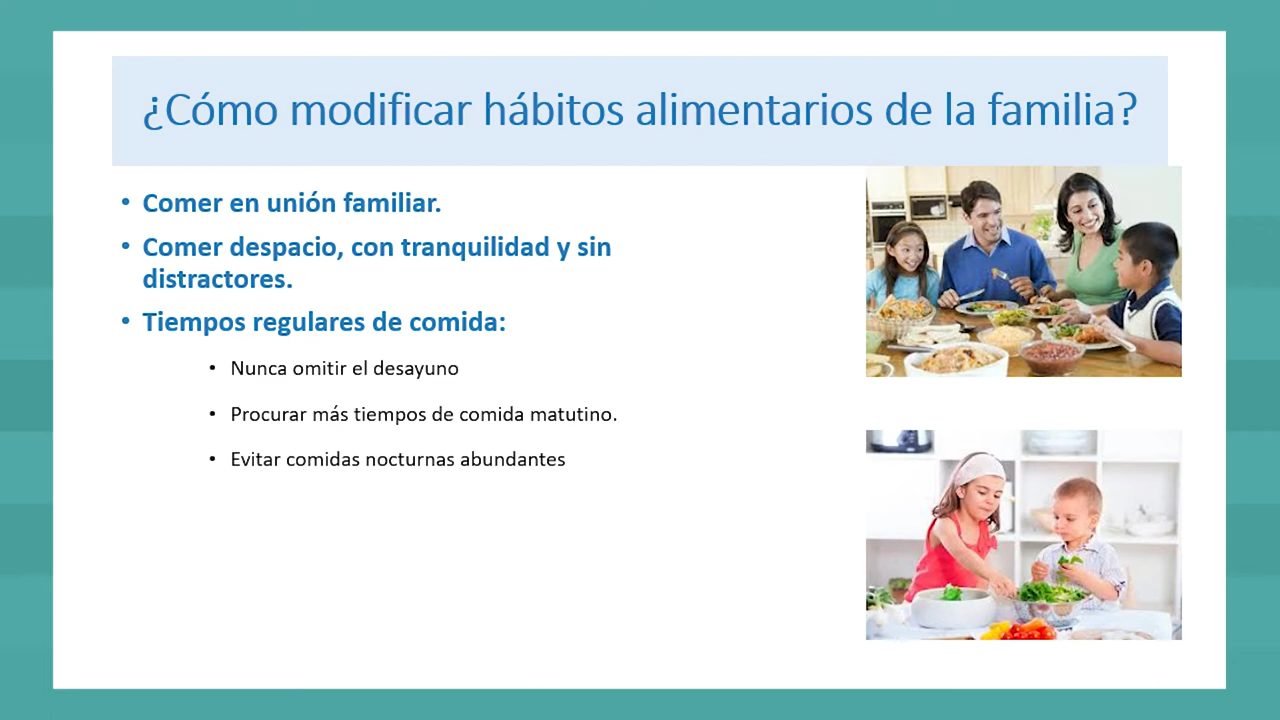 ¿Cómo modificar hábitos alimentarios de la familia?
• Comer en unión familiar.
• Comer despacio, con tranquilidad y sin
distractores.
• Tiempos regulares de comida:
• Nunca omitir el desayuno
• Procurar más tiempos de comida matutino.
• Evitar comidas nocturnas abundantes